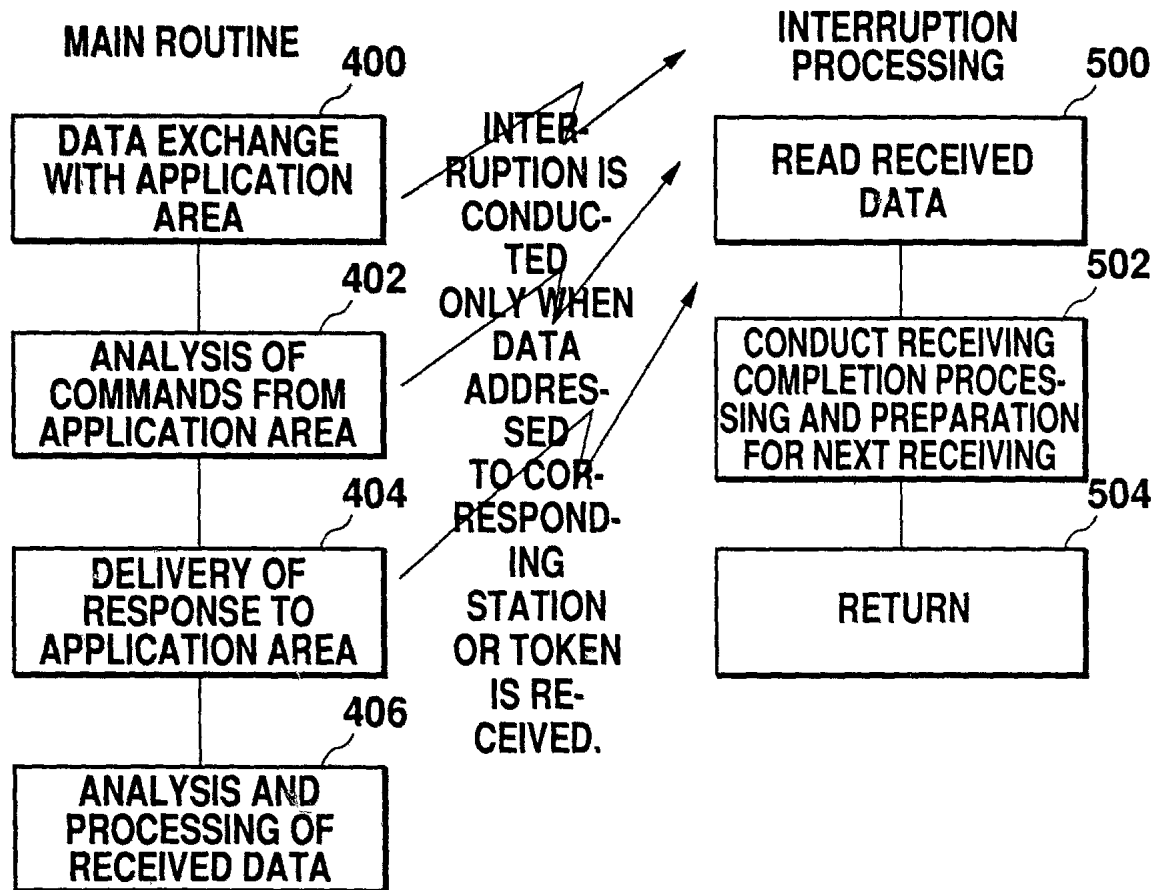 MAIN ROUTINE
400
DATA EXCHANGE
WITH APPLICATION
AREA
402
ANALYSIS OF
COMMANDS FROM
APPLICATION AREA
404
DELIVERY OF
RESPONSE TO
APPLICATION AREA
406
ANALYSIS AND
PROCESSING OF
RECEIVED DATA
INTER-
RUPTION IS
CONDUC-
TED
ONLY WHEN
DATA
ADDRES-
SED
TO COR-
RESPOND-
ING
STATION
OR TOKEN
IS RE-
CEIVED.
INTERRUPTION
PROCESSING
500
READ RECEIVED
DATA
502
CONDUCT RECEIVING
COMPLETION PROCES-
SING AND PREPARATION
FOR NEXT RECEIVING
504
RETURN